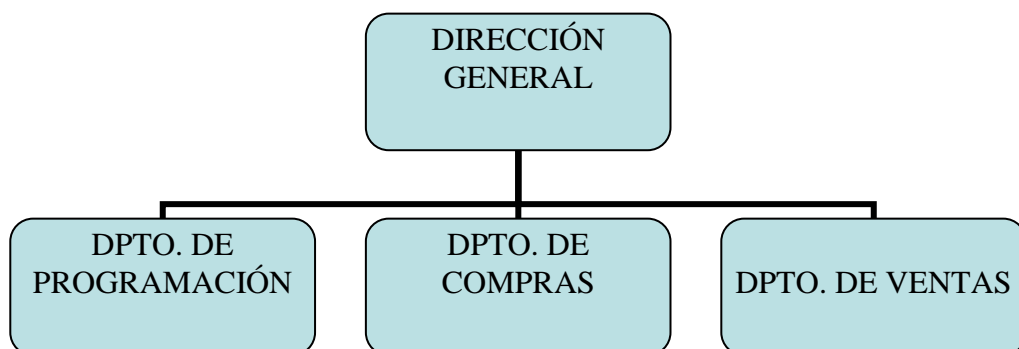 DIRECCIÓN
GENERAL
DPTO. DE
PROGRAMACIÓN
DPTO. DE
COMPRAS
DPTO. DE VENTAS